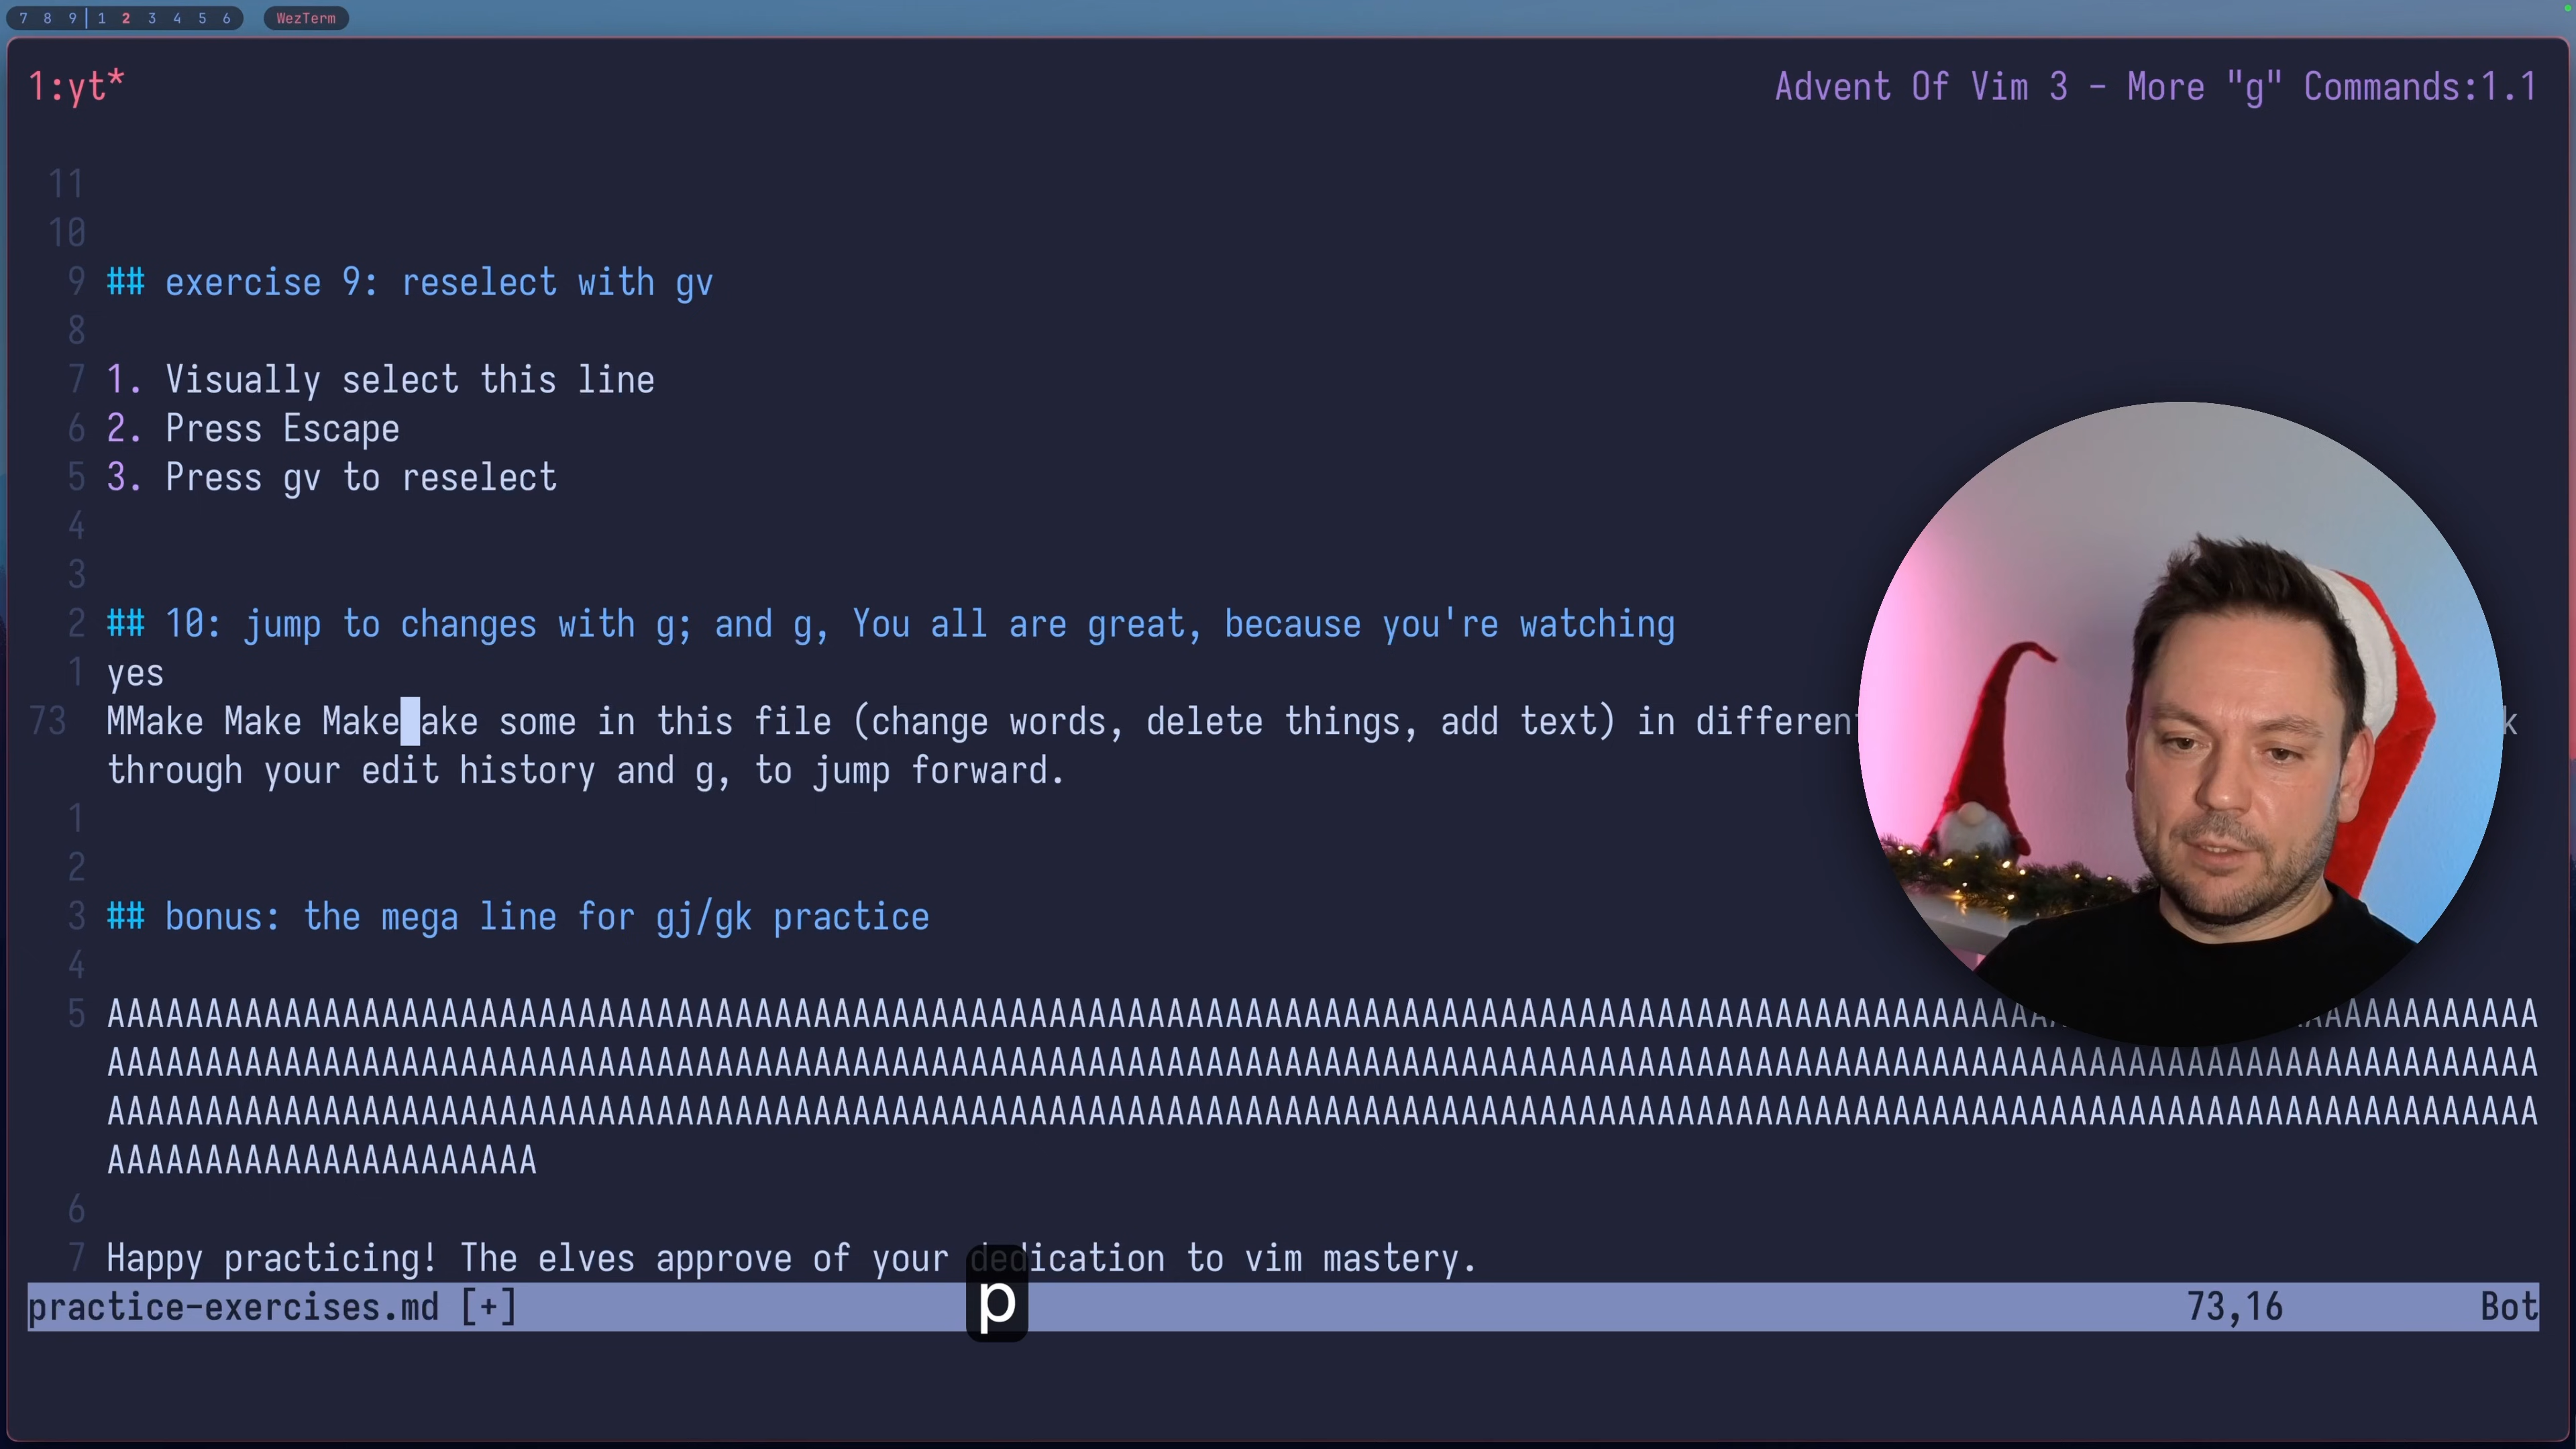 7 8 9 | 1 2 3 4 5 6 WezTerm
1:yt* Advent Of Vim 3 - More "g" Commands:1.1
11
10
9 ## exercise 9: reselect with gv
8
7 1. Visually select this line
6 2. Press Escape
5 3. Press gv to reselect
4
3
2 ## 10: jump to changes with g; and g, You all are great, because you're watching
1 yes
73 MMake Make Make ake some in this file (change words, delete things, add text) in k
through your edit history and g, to jump forward.
1
2
3 ## bonus: the mega line for gj/gk practice
4
5
6
7 Happy practicing! The elves approve of your dedication to vim mastery.
p
practice-exercises.md [+] 73,16 Bot